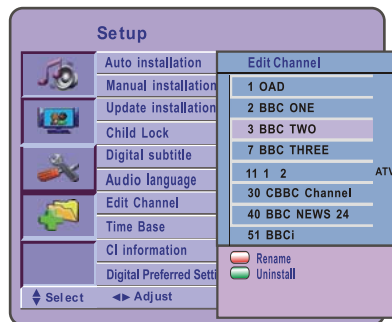 Setup
Auto installation
Manual installation
Update installation
Child Lock
Digital subtitle
Audio language
Edit Channel
Time Base
CI information
Digital Preferred Setti
Select
Adjust
Edit Channel
1 OAD
2 BBC ONE
3 BBC TWO
7 BBC THREE
11 1 2 ATV
30 CBBC Channel
40 BBC NEWS 24
51 BBCi
Rename
Uninstall